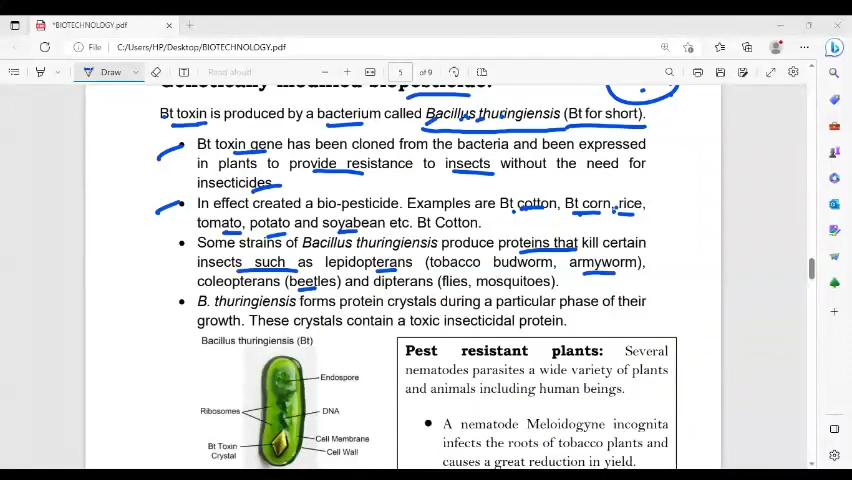 *BIOTECHNOLOGY.pdf
File C:/Users/HP/Desktop/BIOTECHNOLOGY.pdf
Draw Read aloud 5 of 9
Genetically modified biopesticide:
Bt toxin is produced by a bacterium called Bacillus thuringiensis (Bt for short).
• Bt toxin gene has been cloned from the bacteria and been expressed
in plants to provide resistance to insects without the need for
insecticides
• In effect created a bio-pesticide. Examples are Bt cotton, Bt corn, rice,
tomato, potato and soyabean etc. Bt Cotton.
• Some strains of Bacillus thuringiensis produce proteins that kill certain
insects such as lepidopterans (tobacco budworm, armyworm),
coleopterans (beetles) and dipterans (flies, mosquitoes).
• B. thuringiensis forms protein crystals during a particular phase of their
growth. These crystals contain a toxic insecticidal protein.
Bacillus thuringiensis (Bt)
Endospore
Ribosomes
DNA
Cell Membrane
Bt Toxin
Crystal
Cell Wall
Pest resistant plants: Several
nematodes parasites a wide variety of plants
and animals including human beings.
• A nematode Meloidogyne incognita
infects the roots of tobacco plants and
causes a great reduction in yield.